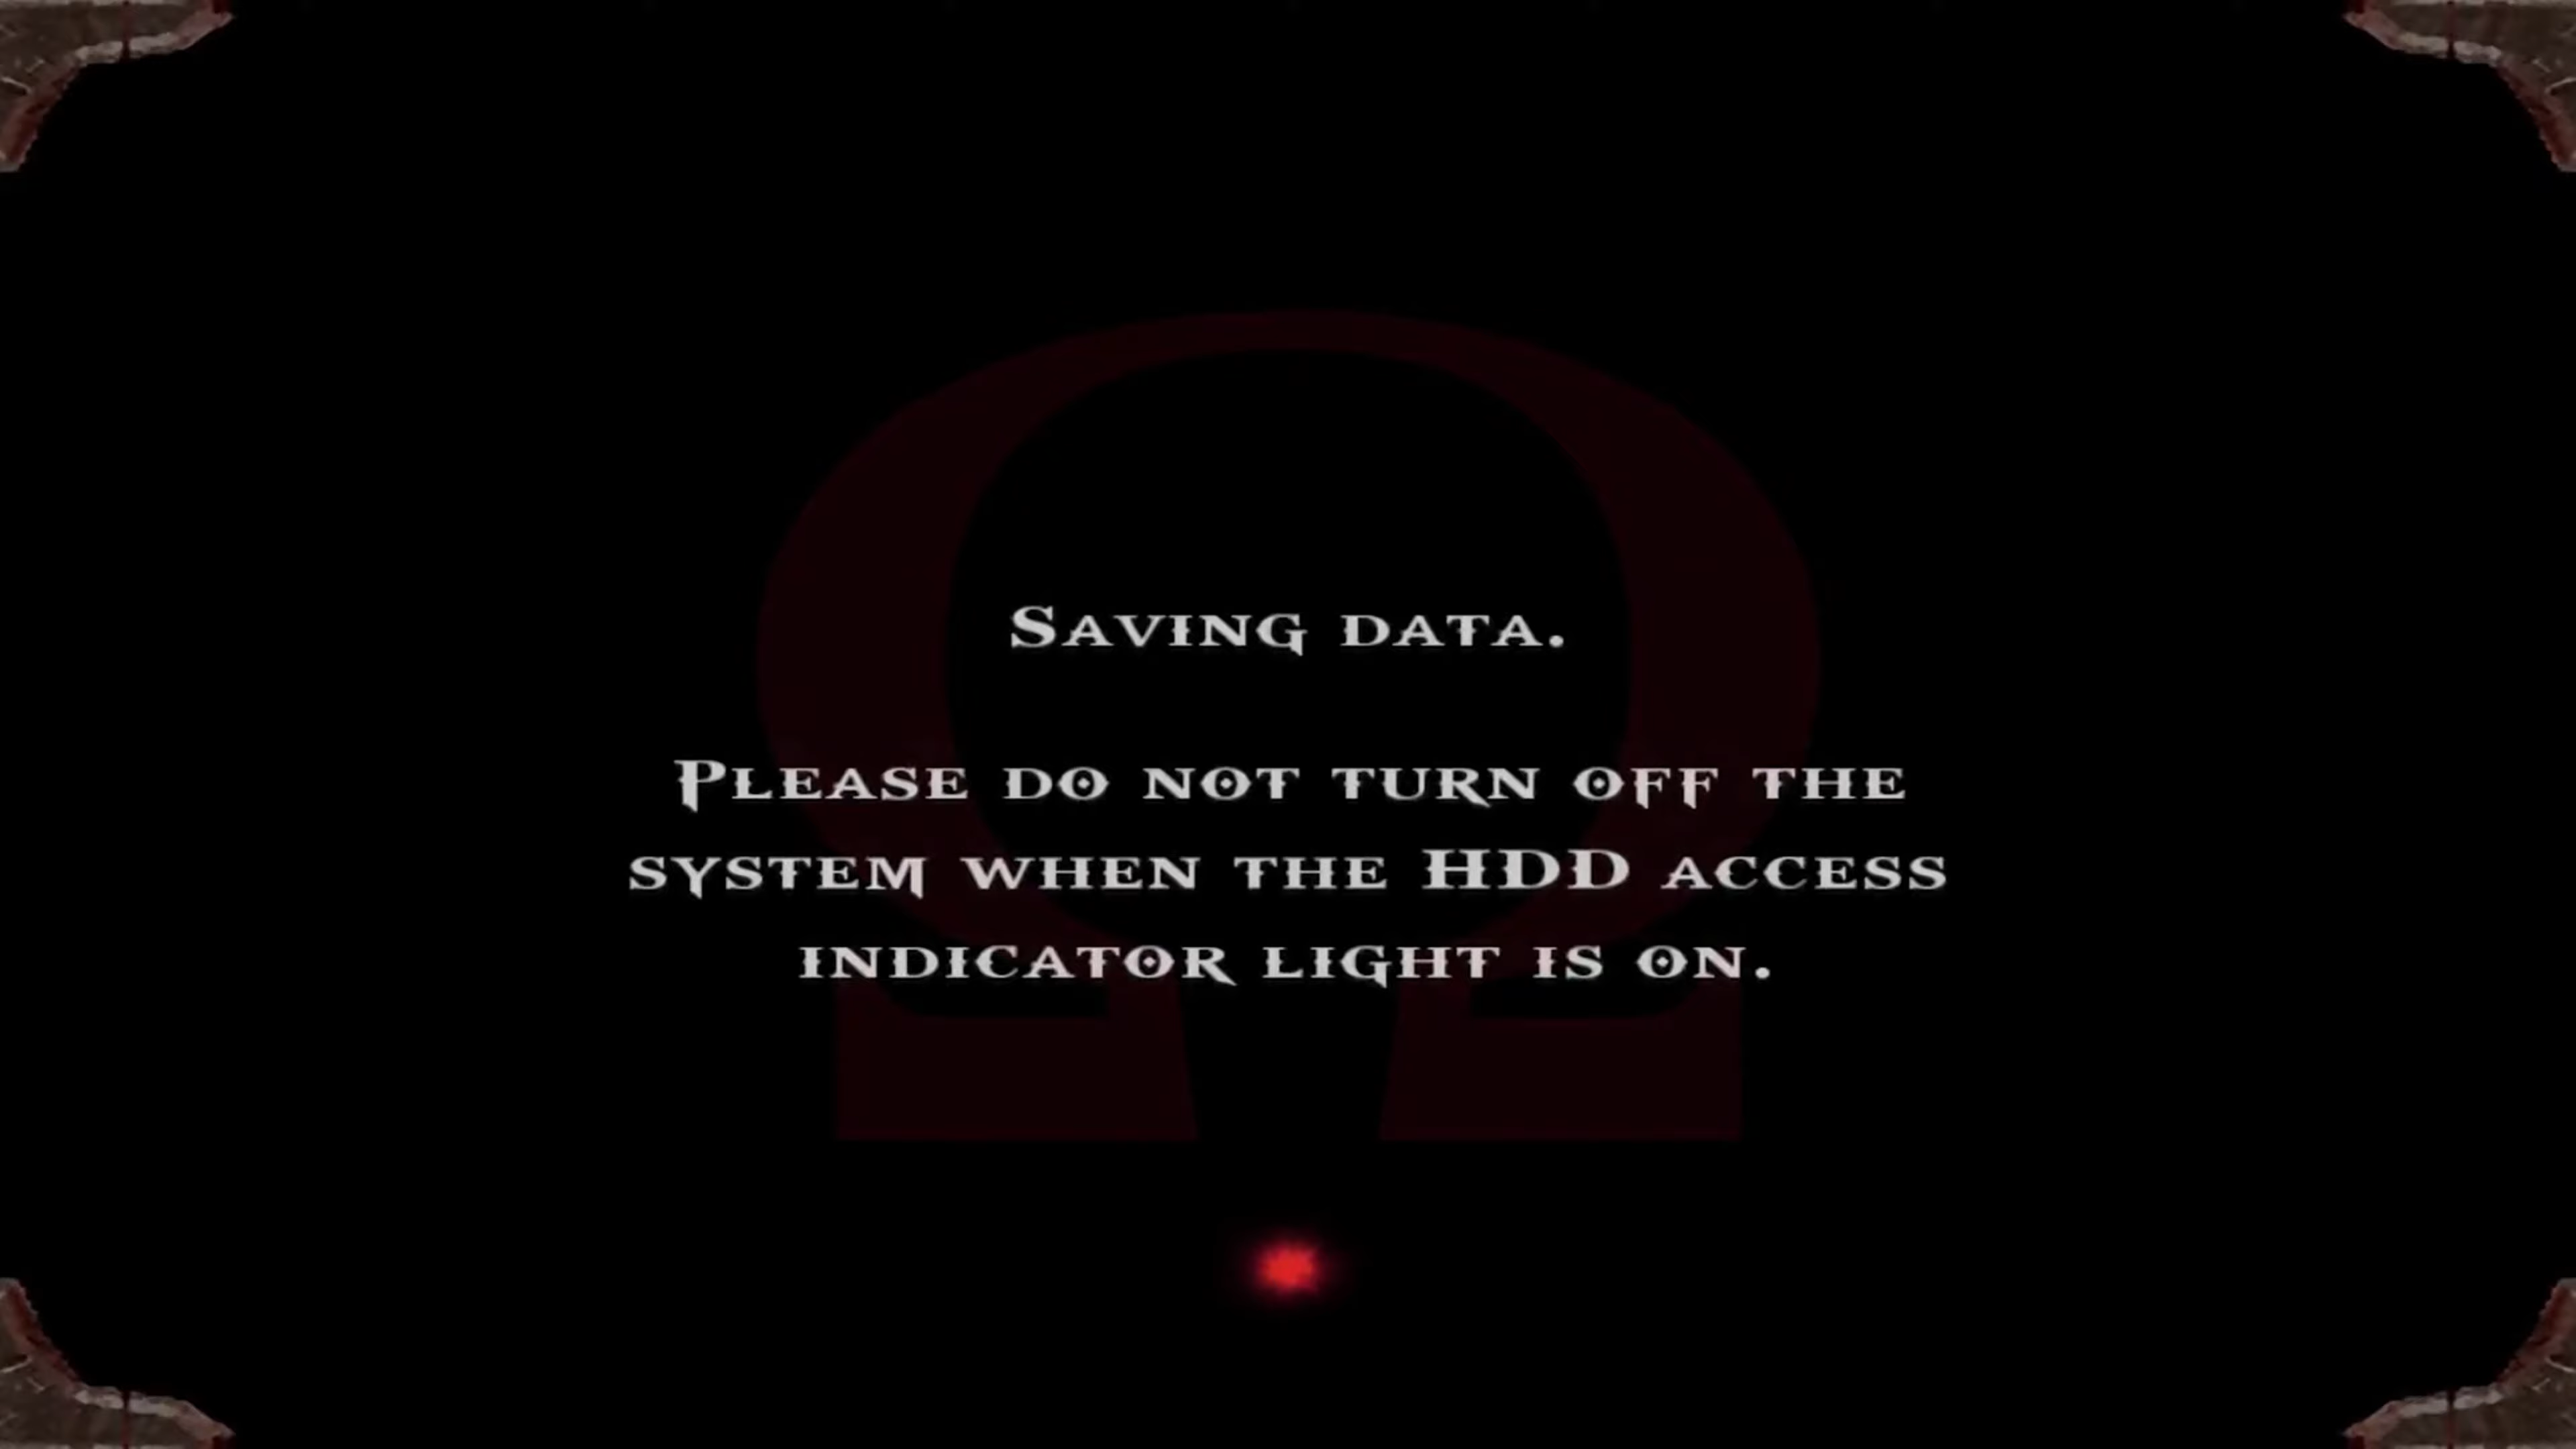 Saving data.
Please do not turn off the
system when the HDD access
indicator light is on.